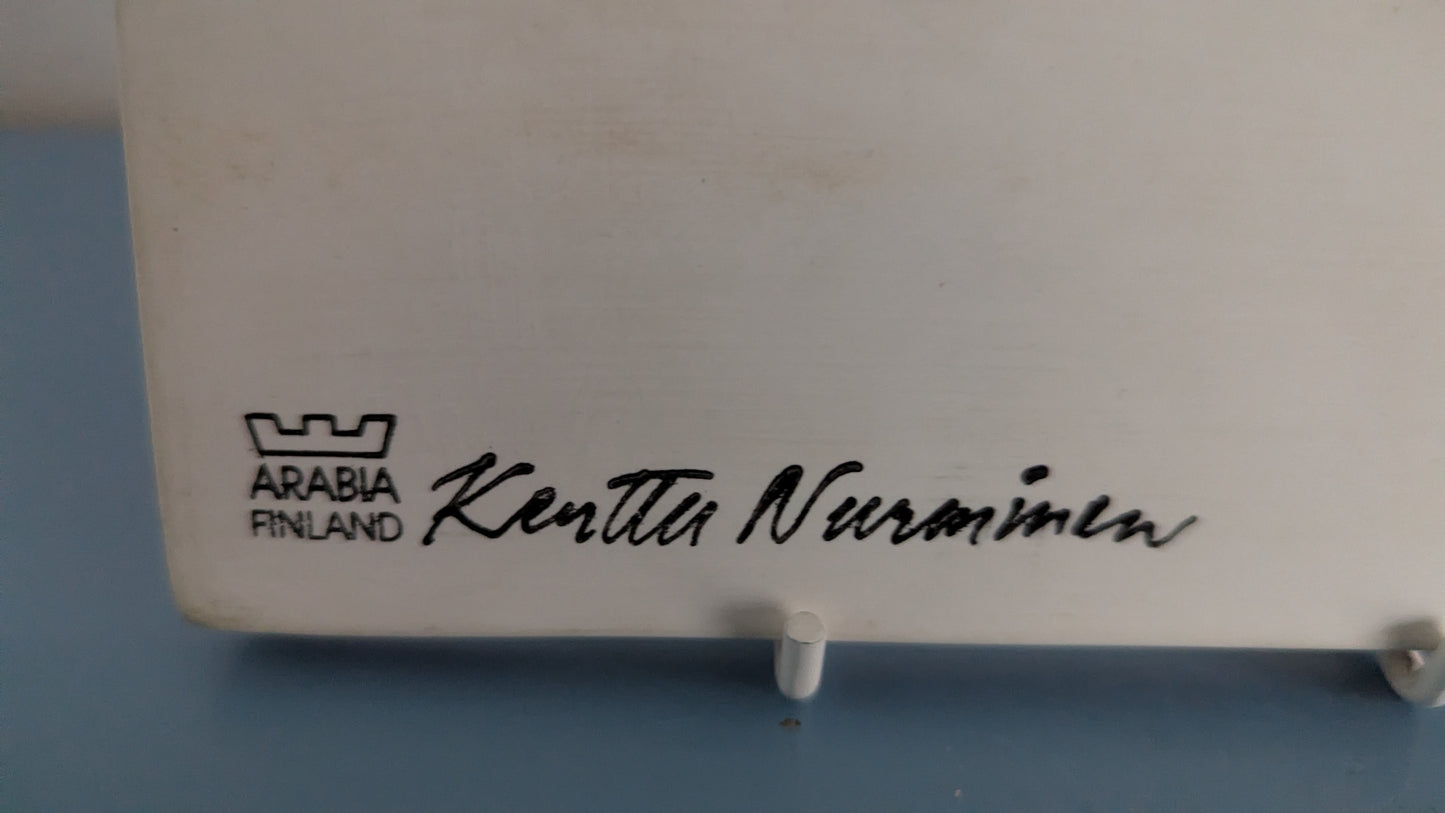 ARABIA
FINLAND
Kerttu Nurminen